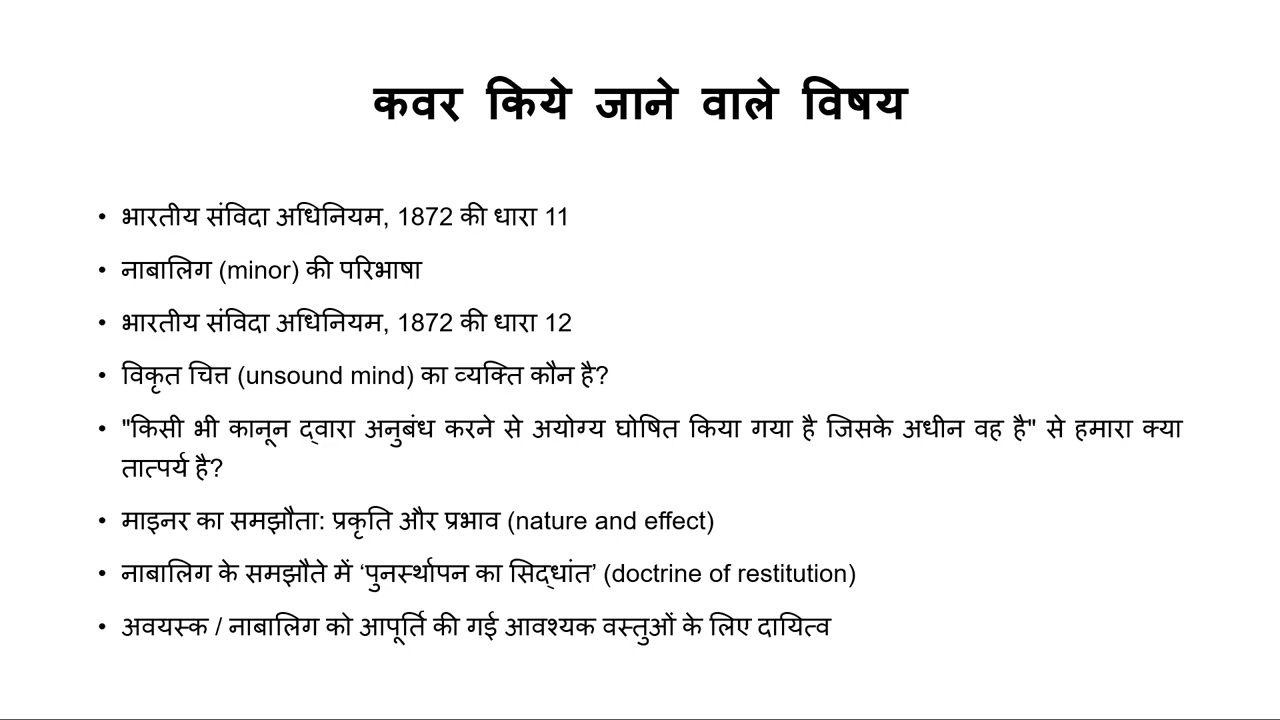 कवर किये जाने वाले विषय
• भारतीय संविदा अधिनियम, 1872 की धारा 11
• नाबालिग (minor) की परिभाषा
• भारतीय संविदा अधिनियम, 1872 की धारा 12
• विकृत चित्त (unsound mind) का व्यक्ति कौन है?
• "किसी भी कानून द्वारा अनुबंध करने से अयोग्य घोषित किया गया है जिसके अधीन वह है" से हमारा क्या
तात्पर्य है?
• माइनर का समझौता: प्रकृति और प्रभाव (nature and effect)
• नाबालिग के समझौते में ‘पुनर्स्थापन का सिद्धांत’ (doctrine of restitution)
• अवयस्क / नाबालिग को आपूर्ति की गई आवश्यक वस्तुओं के लिए दायित्व